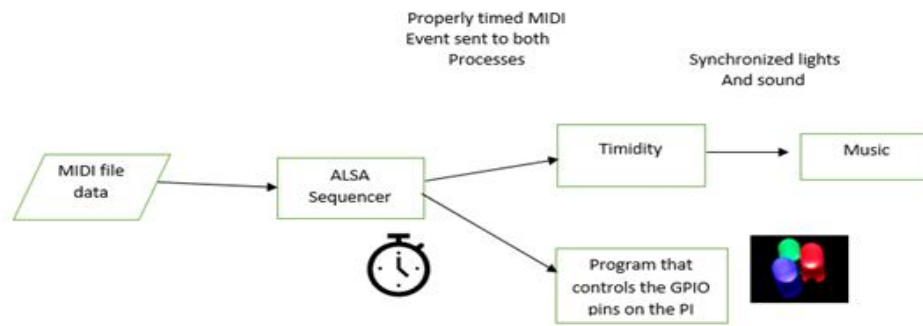 Properly timed MIDI
Event sent to both
Processes
Synchronized lights
And sound
MIDI file
data
ALSA
Sequencer
Timidity
Music
Program that
controls the GPIO
pins on the PI